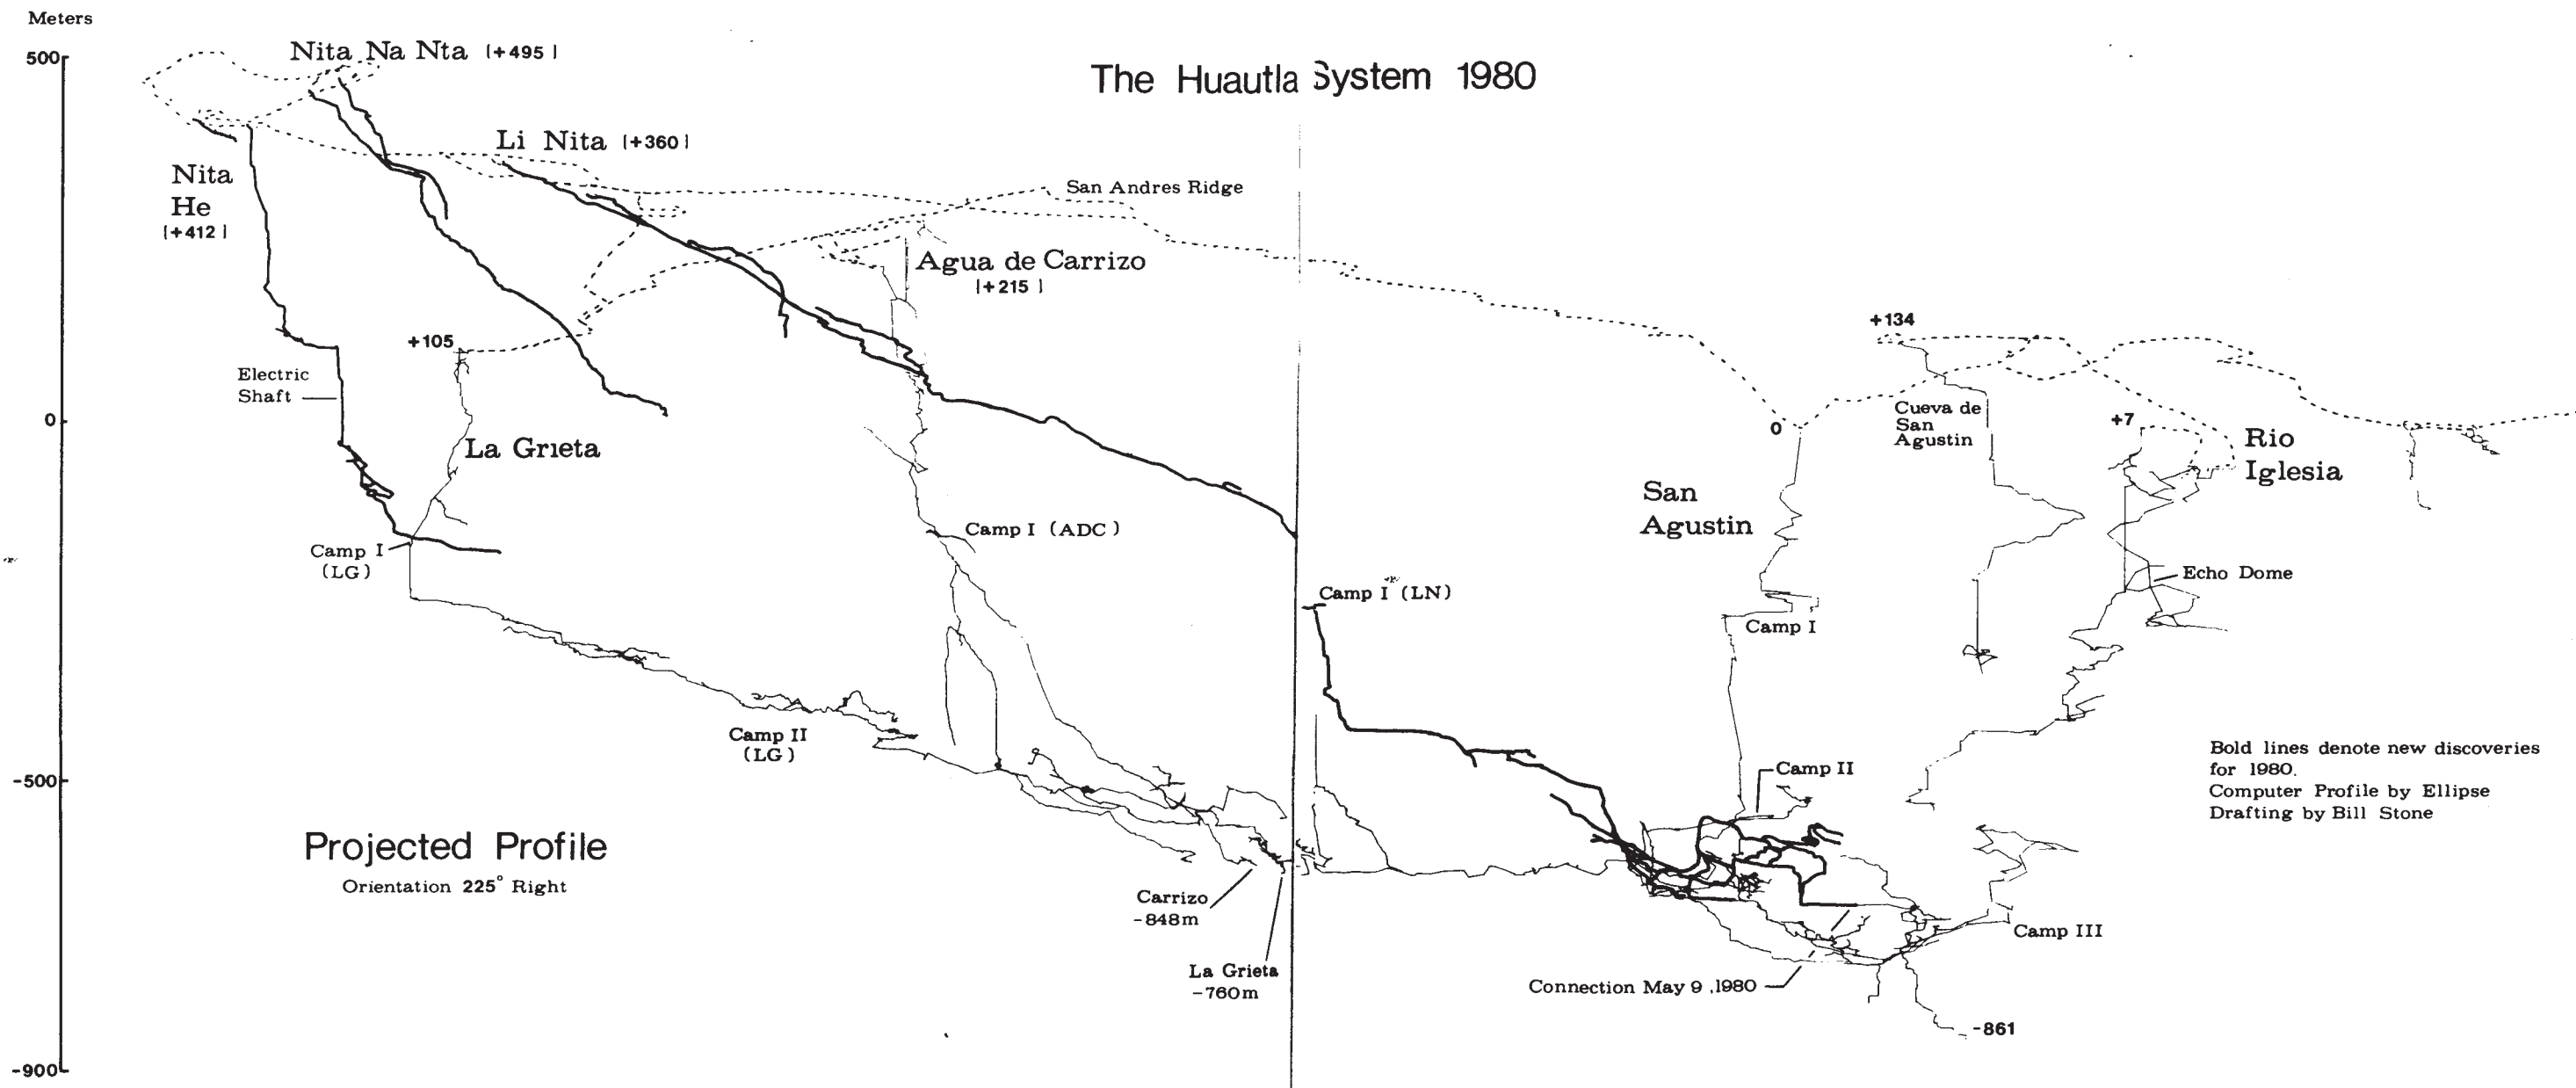 Meters
500
0
-500
-900
The Huautla System 1980
Nita Na Nta (+495)
Nita
He
(+412)
Li Nita (+360)
San Andres Ridge
Agua de Carrizo
(+215)
+105
Electric
Shaft
La Grieta
Camp I
(LG)
Camp I (ADC)
Camp II
(LG)
Carrizo
-848m
La Grieta
-760m
Projected Profile
Orientation 225° Right
Camp I (LN)
0
San
Agustin
Camp I
+134
Cueva de
San
Agustin
+7
Rio
Iglesia
Echo Dome
Camp II
Camp III
Connection May 9, 1980
-861
Bold lines denote new discoveries
for 1980.
Computer Profile by Ellipse
Drafting by Bill Stone